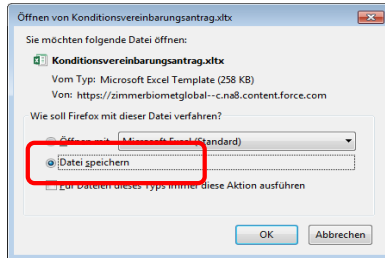 Öffnen von Konditionsvereinbarungsantrag.xltx
Sie möchten folgende Datei öffnen:
Konditionsvereinbarungsantrag.xltx
Vom Typ: Microsoft Excel Template (258 KB)
Von: https://zimmerbiometglobal--c.na8.content.force.com
Wie soll Firefox mit dieser Datei verfahren?
Öffnen mit Microsoft Excel (Standard)
Datei speichern
Für Dateien dieses Typs immer diese Aktion ausführen
OK Abbrechen